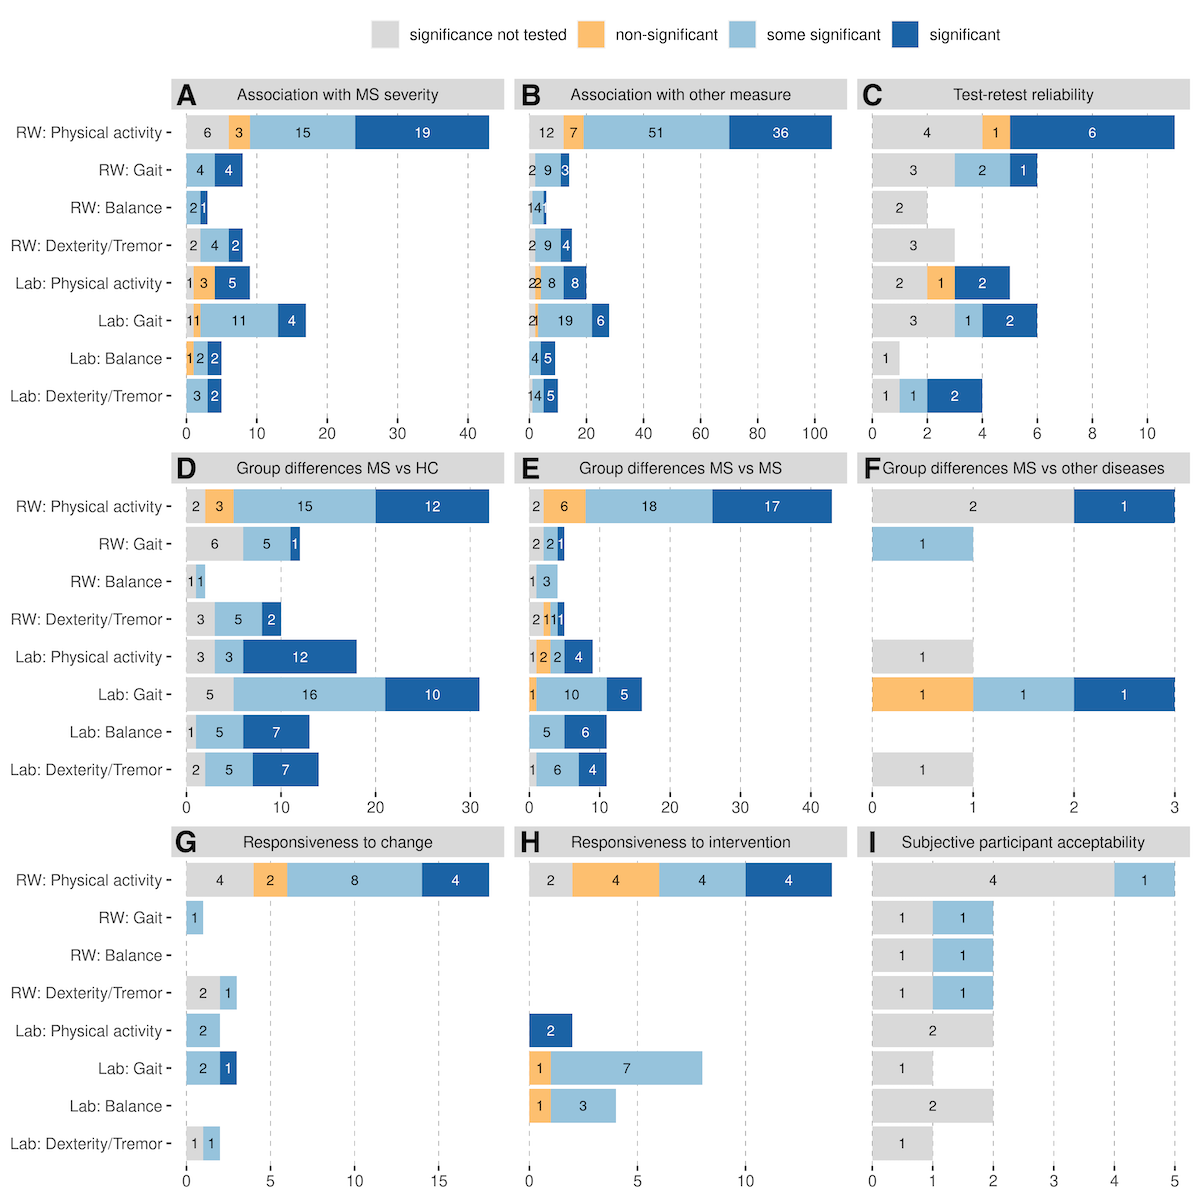 significance not tested non-significant some significant significant
A Association with MS severity B Association with other measure C Test-retest reliability
RW: Physical activity 6 3 15 19 12 7 51 36 4 1 6
RW: Gait 4 4 2 9 3 3 2 1
RW: Balance 2 1 1 4 1 2
RW: Dexterity/Tremor 2 4 2 2 9 4 3
Lab: Physical activity 1 3 5 2 2 8 8 2 1 2
Lab: Gait 1 1 11 4 2 1 19 6 3 1 2
Lab: Balance 1 2 2 4 5 1
Lab: Dexterity/Tremor 3 2 1 4 5 1 1 2
0 10 20 30 40 0 20 40 60 80 100 0 2 4 6 8 10
D Group differences MS vs HC E Group differences MS vs MS F Group differences MS vs other diseases
RW: Physical activity 2 3 15 12 2 6 18 17 2 1
RW: Gait 6 5 1 2 2 1 1
RW: Balance 1 1 1 3
RW: Dexterity/Tremor 3 5 2 2 1 1 1
Lab: Physical activity 3 3 12 1 2 2 4 1
Lab: Gait 5 16 10 1 10 5 1 1 1
Lab: Balance 1 5 7 5 6
Lab: Dexterity/Tremor 2 5 7 1 6 4 1
0 10 20 30 0 10 20 30 40 0 1 2 3
G Responsiveness to change H Responsiveness to intervention I Subjective participant acceptability
RW: Physical activity 4 2 8 4 2 4 4 4 4 1
RW: Gait 1 1 1
RW: Balance 1 1
RW: Dexterity/Tremor 2 1 1 1
Lab: Physical activity 2 2 2
Lab: Gait 2 1 1 7 1
Lab: Balance 1 3 2
Lab: Dexterity/Tremor 1 1 1
0 5 10 15 0 5 10 0 1 2 3 4 5